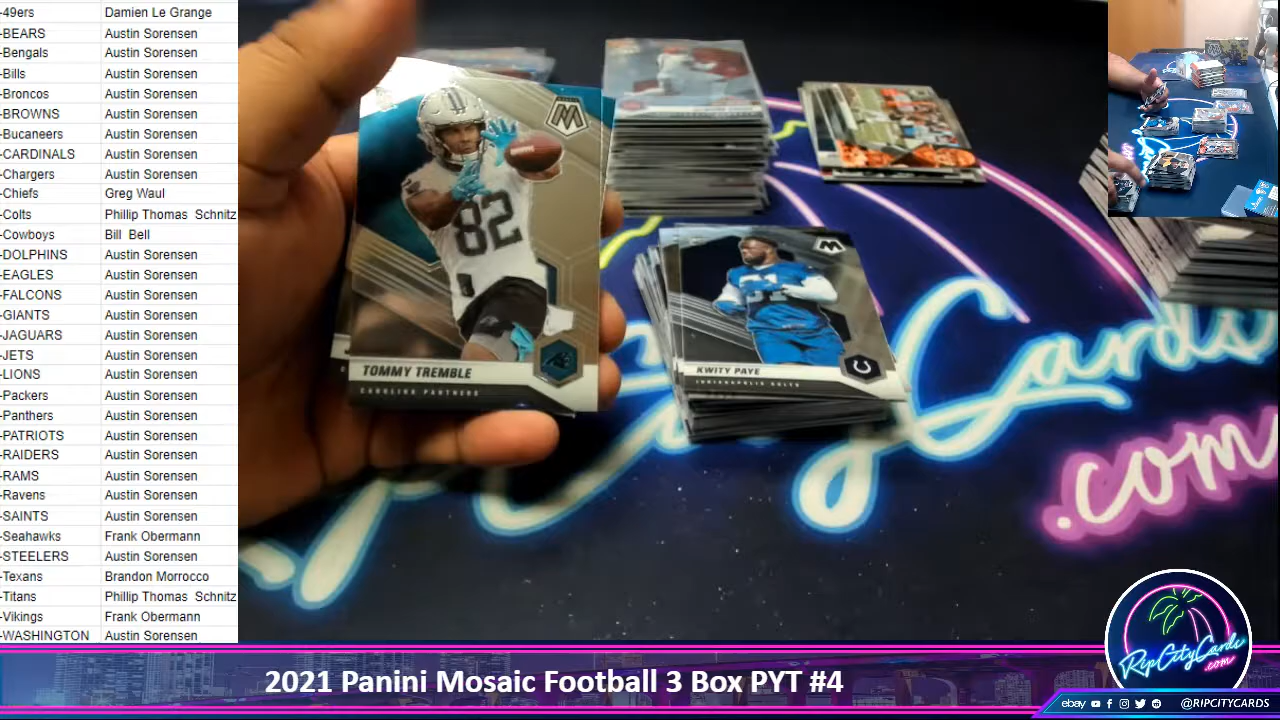 -49ers Damien Le Grange
-BEARS Austin Sorensen
-Bengals Austin Sorensen
-Bills Austin Sorensen
-Broncos Austin Sorensen
-BROWNS Austin Sorensen
-Bucaneers Austin Sorensen
-CARDINALS Austin Sorensen
-Chargers Austin Sorensen
-Chiefs Greg Waul
-Colts Phillip Thomas Schnitz
-Cowboys Bill Bell
-DOLPHINS Austin Sorensen
-EAGLES Austin Sorensen
-FALCONS Austin Sorensen
-GIANTS Austin Sorensen
-JAGUARS Austin Sorensen
-JETS Austin Sorensen
-LIONS Austin Sorensen
-Packers Austin Sorensen
-Panthers Austin Sorensen
-PATRIOTS Austin Sorensen
-RAIDERS Austin Sorensen
-RAMS Austin Sorensen
-Ravens Austin Sorensen
-SAINTS Austin Sorensen
-Seahawks Frank Obermann
-STEELERS Austin Sorensen
-Texans Brandon Morrocco
-Titans Phillip Thomas Schnitz
-Vikings Frank Obermann
-WASHINGTON Austin Sorensen
M
82
TOMMY TREMBLE
CAROLINA PANTHERS
M
51
KWITY PAYE
INDIANAPOLIS COLTS
Cards
.com
RipCityCards
.com
2021 Panini Mosaic Football 3 Box PYT #4
ebay @RIPCITYCARDS